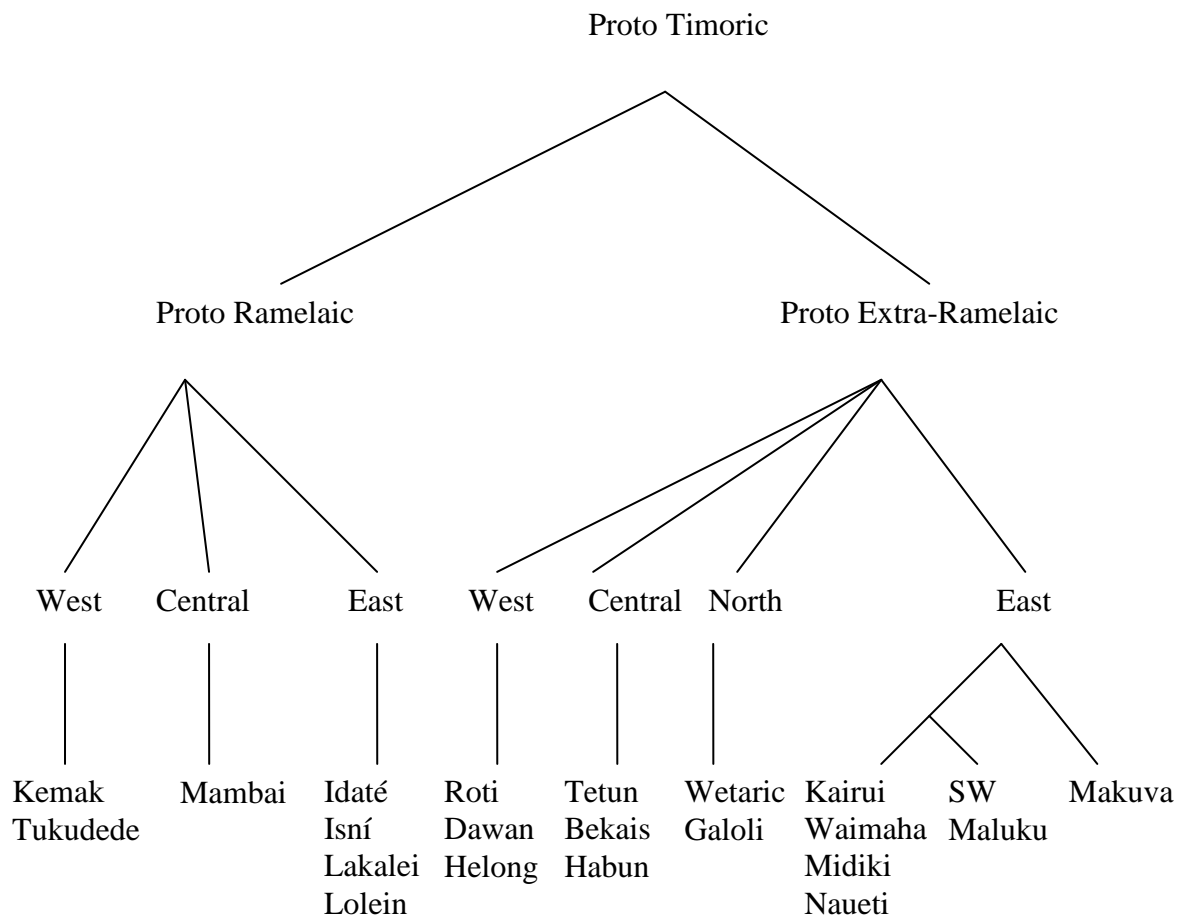 Proto Timoric
Proto Ramelaic
Proto Extra-Ramelaic
West
Central
East
West
Central
North
East
Kemak
Tukudede
Mambai
Idaté
Isní
Lakalei
Lolein
Roti
Dawan
Helong
Tetun
Bekais
Habun
Wetaric
Galoli
Kairui
Waimaha
Midiki
Naueti
SW
Maluku
Makuva